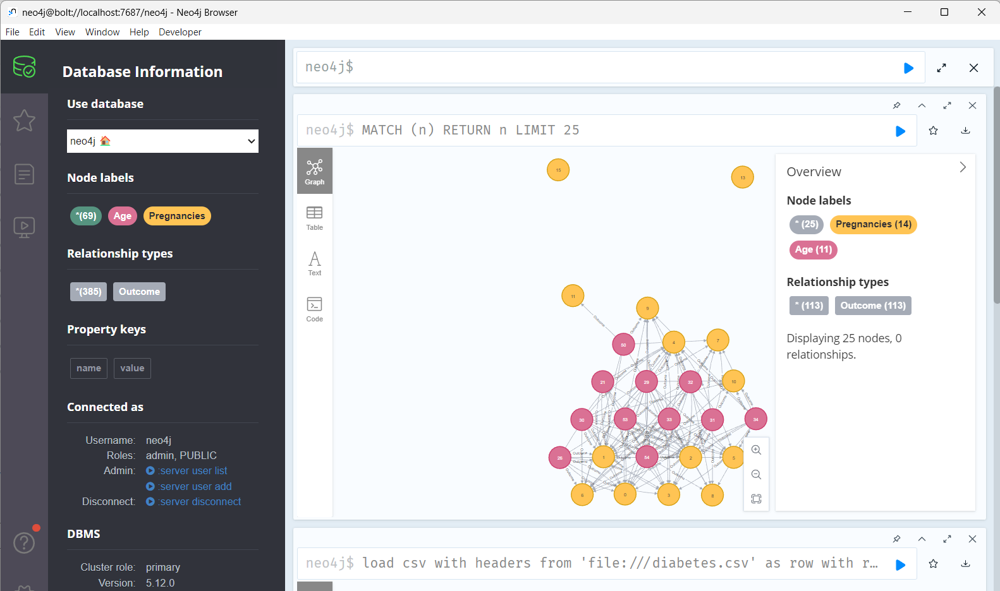 neo4j@bolt://localhost:7687/neo4j - Neo4j Browser
File Edit View Window Help Developer
Database Information
Use database
neo4j
Node labels
*(69) Age Pregnancies
Relationship types
*(385) Outcome
Property keys
name value
Connected as
Username: neo4j
Roles: admin, PUBLIC
Admin: :server user list
:server user add
Disconnect: :server disconnect
DBMS
Cluster role: primary
Version: 5.12.0
neo4j$
neo4j$ MATCH (n) RETURN n LIMIT 25
Graph
Table
Text
Code
15
13
11
9
50
4
7
21
29
32
10
30
53
33
31
34
26
1
54
2
5
6
0
3
8
Outcome
Overview
Node labels
* (25) Pregnancies (14)
Age (11)
Relationship types
* (113) Outcome (113)
Displaying 25 nodes, 0
relationships.
neo4j$ load csv with headers from 'file:///diabetes.csv' as row with r…